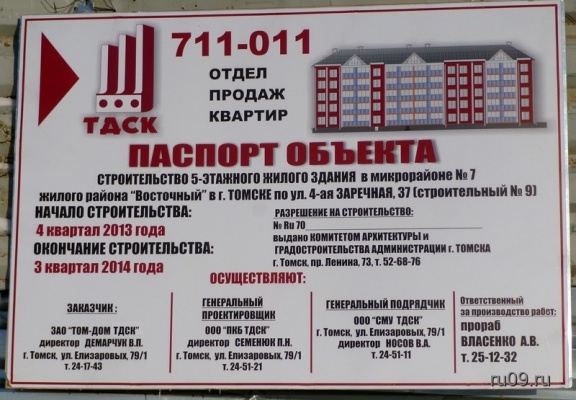 711-011
ОТДЕЛ
ПРОДАЖ
КВАРТИР
ТДСК
ПАСПОРТ ОБЪЕКТА
СТРОИТЕЛЬСТВО 5-ЭТАЖНОГО ЖИЛОГО ЗДАНИЯ в микрорайоне № 7
жилого района "Восточный" в г. ТОМСКЕ по ул. 4-ая ЗАРЕЧНАЯ, 37 (строительный № 9)
НАЧАЛО СТРОИТЕЛЬСТВА:
4 квартал 2013 года
ОКОНЧАНИЕ СТРОИТЕЛЬСТВА:
3 квартал 2014 года
РАЗРЕШЕНИЕ НА СТРОИТЕЛЬСТВО:
№ Ru 70
выдано КОМИТЕТОМ АРХИТЕКТУРЫ и
ГРАДОСТРОИТЕЛЬСТВА АДМИНИСТРАЦИИ г. ТОМСКА
г. Томск, пр. Ленина, 73, т. 52-68-76
ОСУЩЕСТВЛЯЮТ:
ЗАКАЗЧИК :
ЗАО "ТОМ-ДОМ ТДСК"
директор ДЕМАРЧУК В.П.
г. Томск, ул. Елизаровых, 79/1
т. 24-17-43
ГЕНЕРАЛЬНЫЙ
ПРОЕКТИРОВЩИК
ООО "ПКБ ТДСК"
директор СЕМЕНЮК П.Н.
г. Томск, ул. Елизаровых, 79/1
т. 24-51-21
ГЕНЕРАЛЬНЫЙ ПОДРЯДЧИК
ООО "СМУ ТДСК"
г. Томск, ул. Елизаровых, 79/1
директор НОСОВ В.А.
т. 24-51-11
Ответственный
за производство работ:
прораб
ВЛАСЕНКО А.В.
т. 25-12-32
ru09.ru